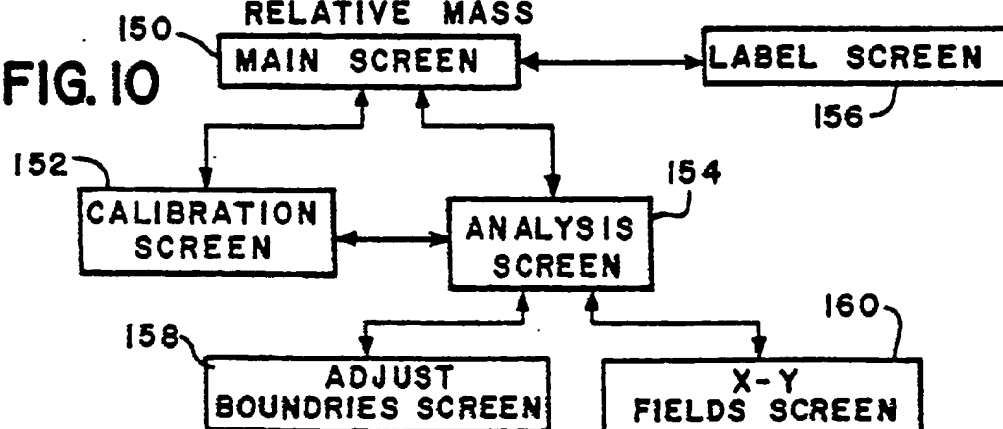 RELATIVE MASS
150
MAIN SCREEN
LABEL SCREEN
FIG. 10
156
152
154
CALIBRATION
SCREEN
ANALYSIS
SCREEN
158
160
ADJUST
BOUNDRIES SCREEN
X-Y
FIELDS SCREEN